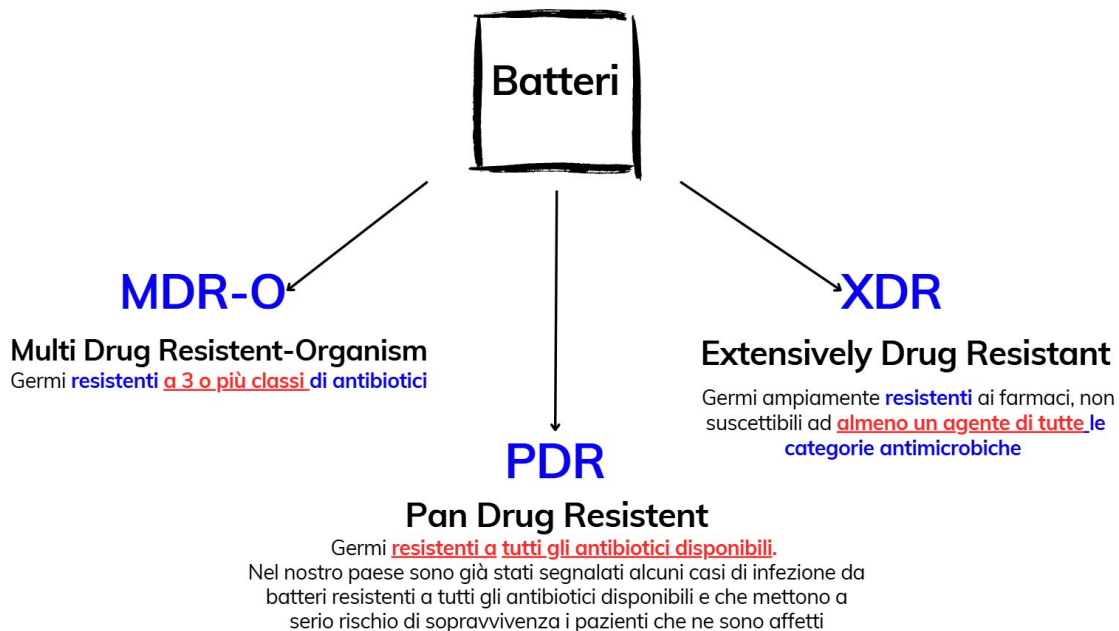 Batteri
MDR-O
Multi Drug Resistent-Organism
Germi resistenti a 3 o più classi di antibiotici
XDR
Extensively Drug Resistant
Germi ampiamente resistenti ai farmaci, non
suscettibili ad almeno un agente di tutte le
categorie antimicrobiche
PDR
Pan Drug Resistent
Germi resistenti a tutti gli antibiotici disponibili.
Nel nostro paese sono già stati segnalati alcuni casi di infezione da
batteri resistenti a tutti gli antibiotici disponibili e che mettono a
serio rischio di sopravvivenza i pazienti che ne sono affetti